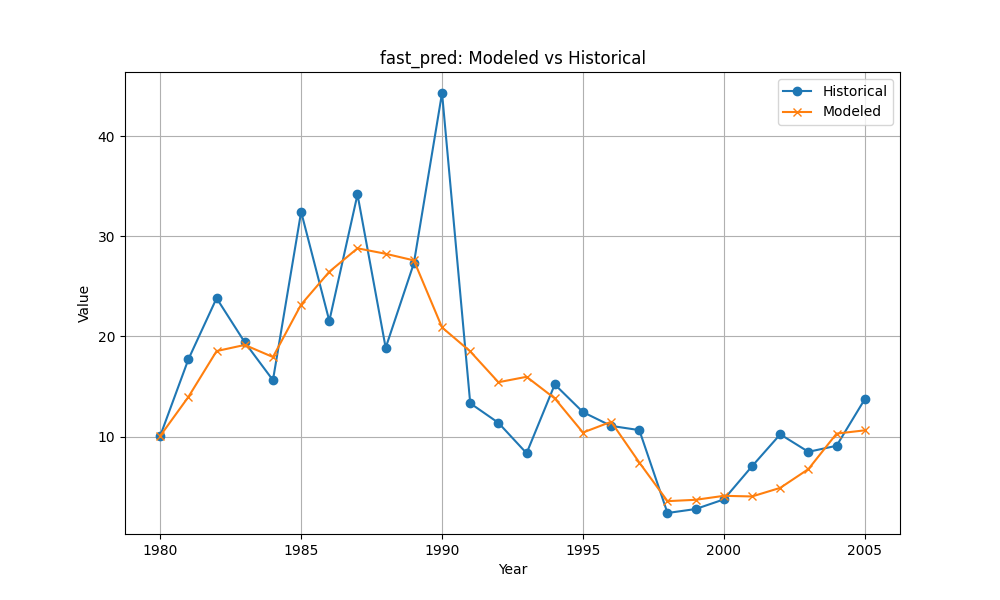 fast_pred: Modeled vs Historical
Historical
Modeled
Value
40
30
20
10
1980 1985 1990 1995 2000 2005
Year